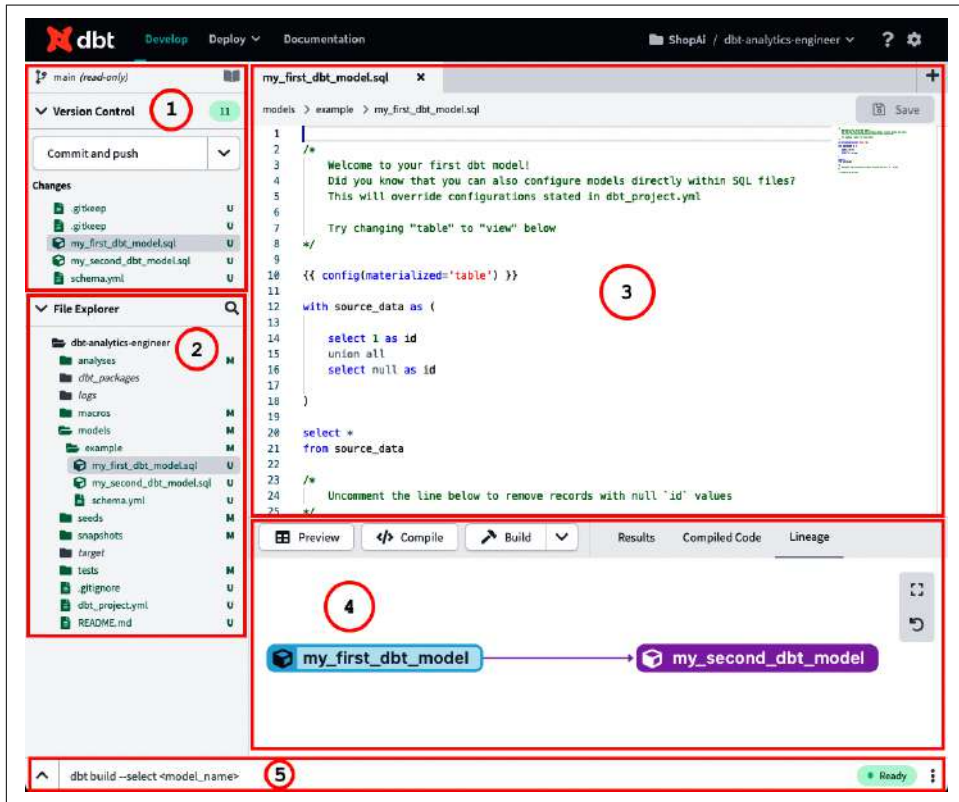 dbt Develop Deploy Documentation ShopAi / dbt-analytics-engineer ?
main (read-only)
Version Control 1 11
Commit and push
Changes
.gitkeep U
.gitkeep U
my_first_dbt_model.sql U
my_second_dbt_model.sql U
schema.yml U
File Explorer
2
dbt-analytics-engineer
analyses M
dbt_packages
logs
macros M
models M
example M
my_first_dbt_model.sql U
my_second_dbt_model.sql U
schema.yml U
seeds M
snapshots M
target
tests M
.gitignore U
dbt_project.yml U
README.md U
my_first_dbt_model.sql x +
models > example > my_first_dbt_model.sql Save
1
2 /*
3 Welcome to your first dbt model!
4 Did you know that you can also configure models directly within SQL files?
5 This will override configurations stated in dbt_project.yml
6
7 Try changing "table" to "view" below
8 */
9
10 {{ config(materialized='table') }}
11
12 with source_data as (
13
14 select 1 as id
15 union all
16 select null as id
17
18 )
19
20 select *
21 from source_data
22
23 /*
24 Uncomment the line below to remove records with null `id` values
25 */
3
Preview </> Compile Build Results Compiled Code Lineage
4
my_first_dbt_model my_second_dbt_model
dbt build --select <model_name> 5 Ready